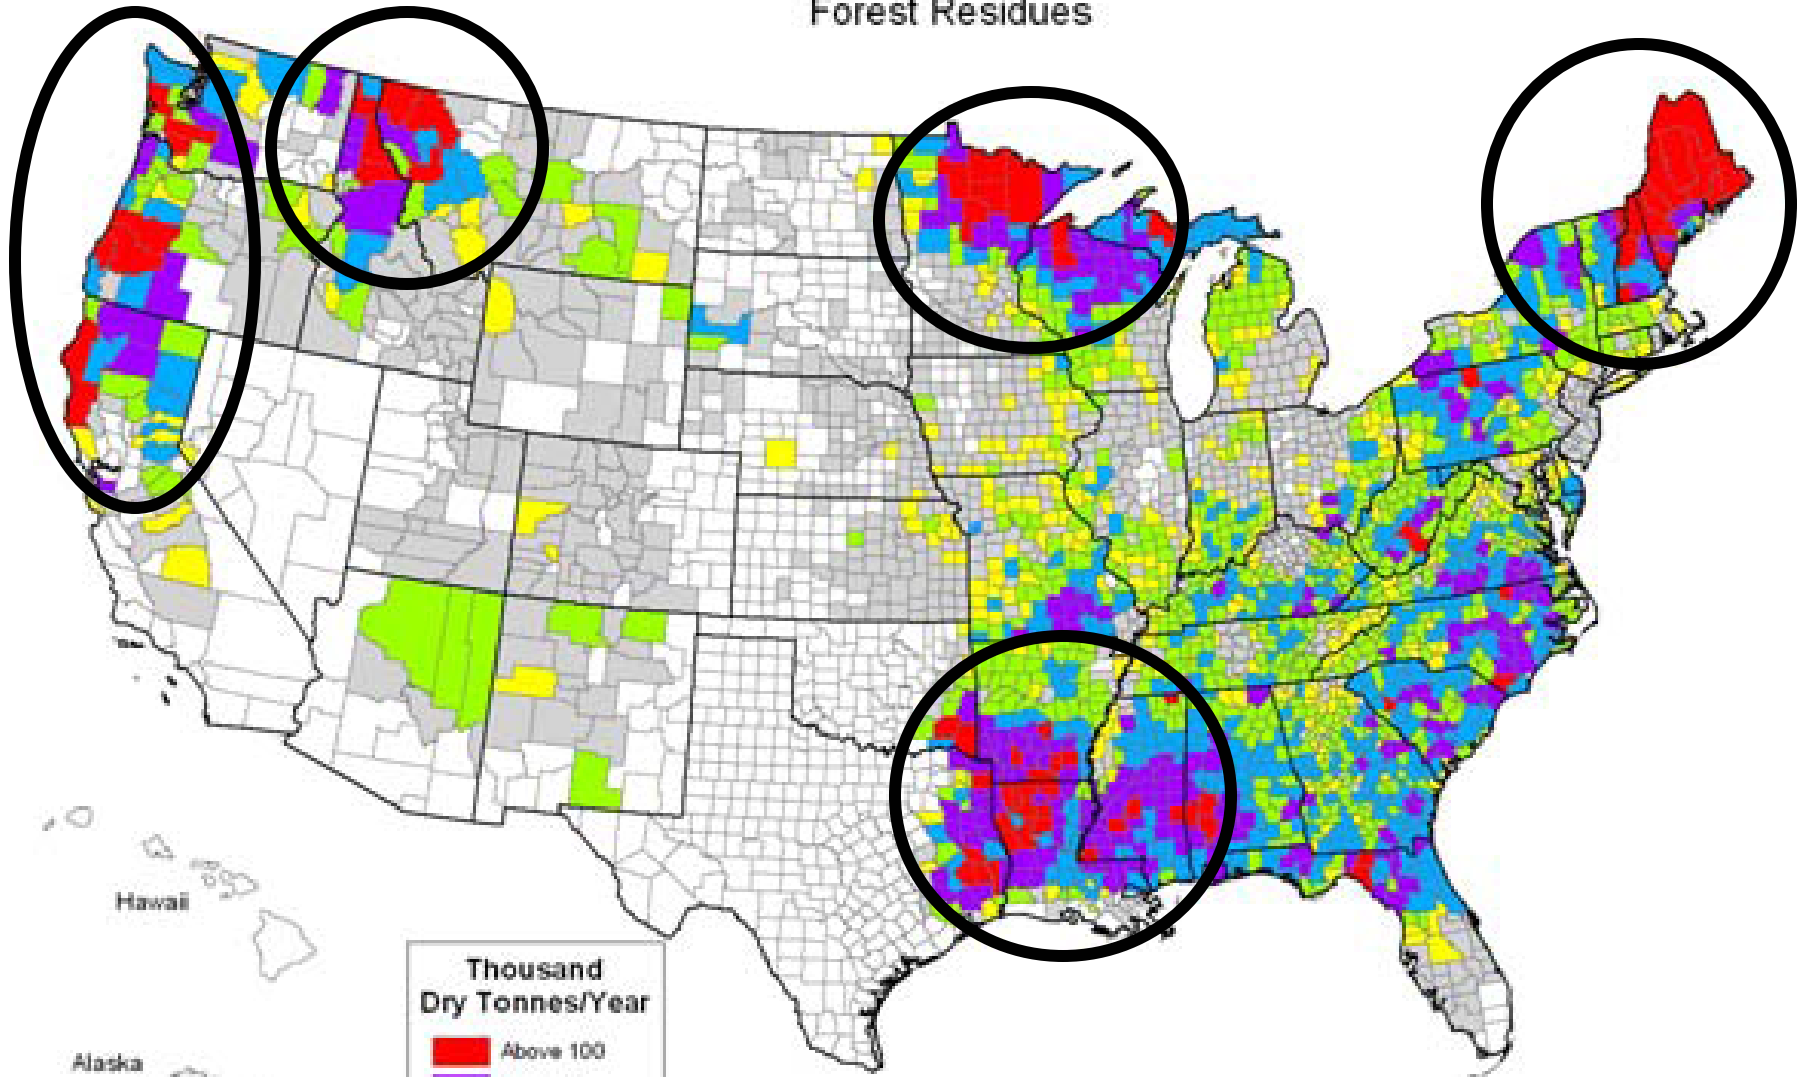 Forest Residues
Hawaii
Thousand
Dry Tonnes/Year
Above 100
Alaska